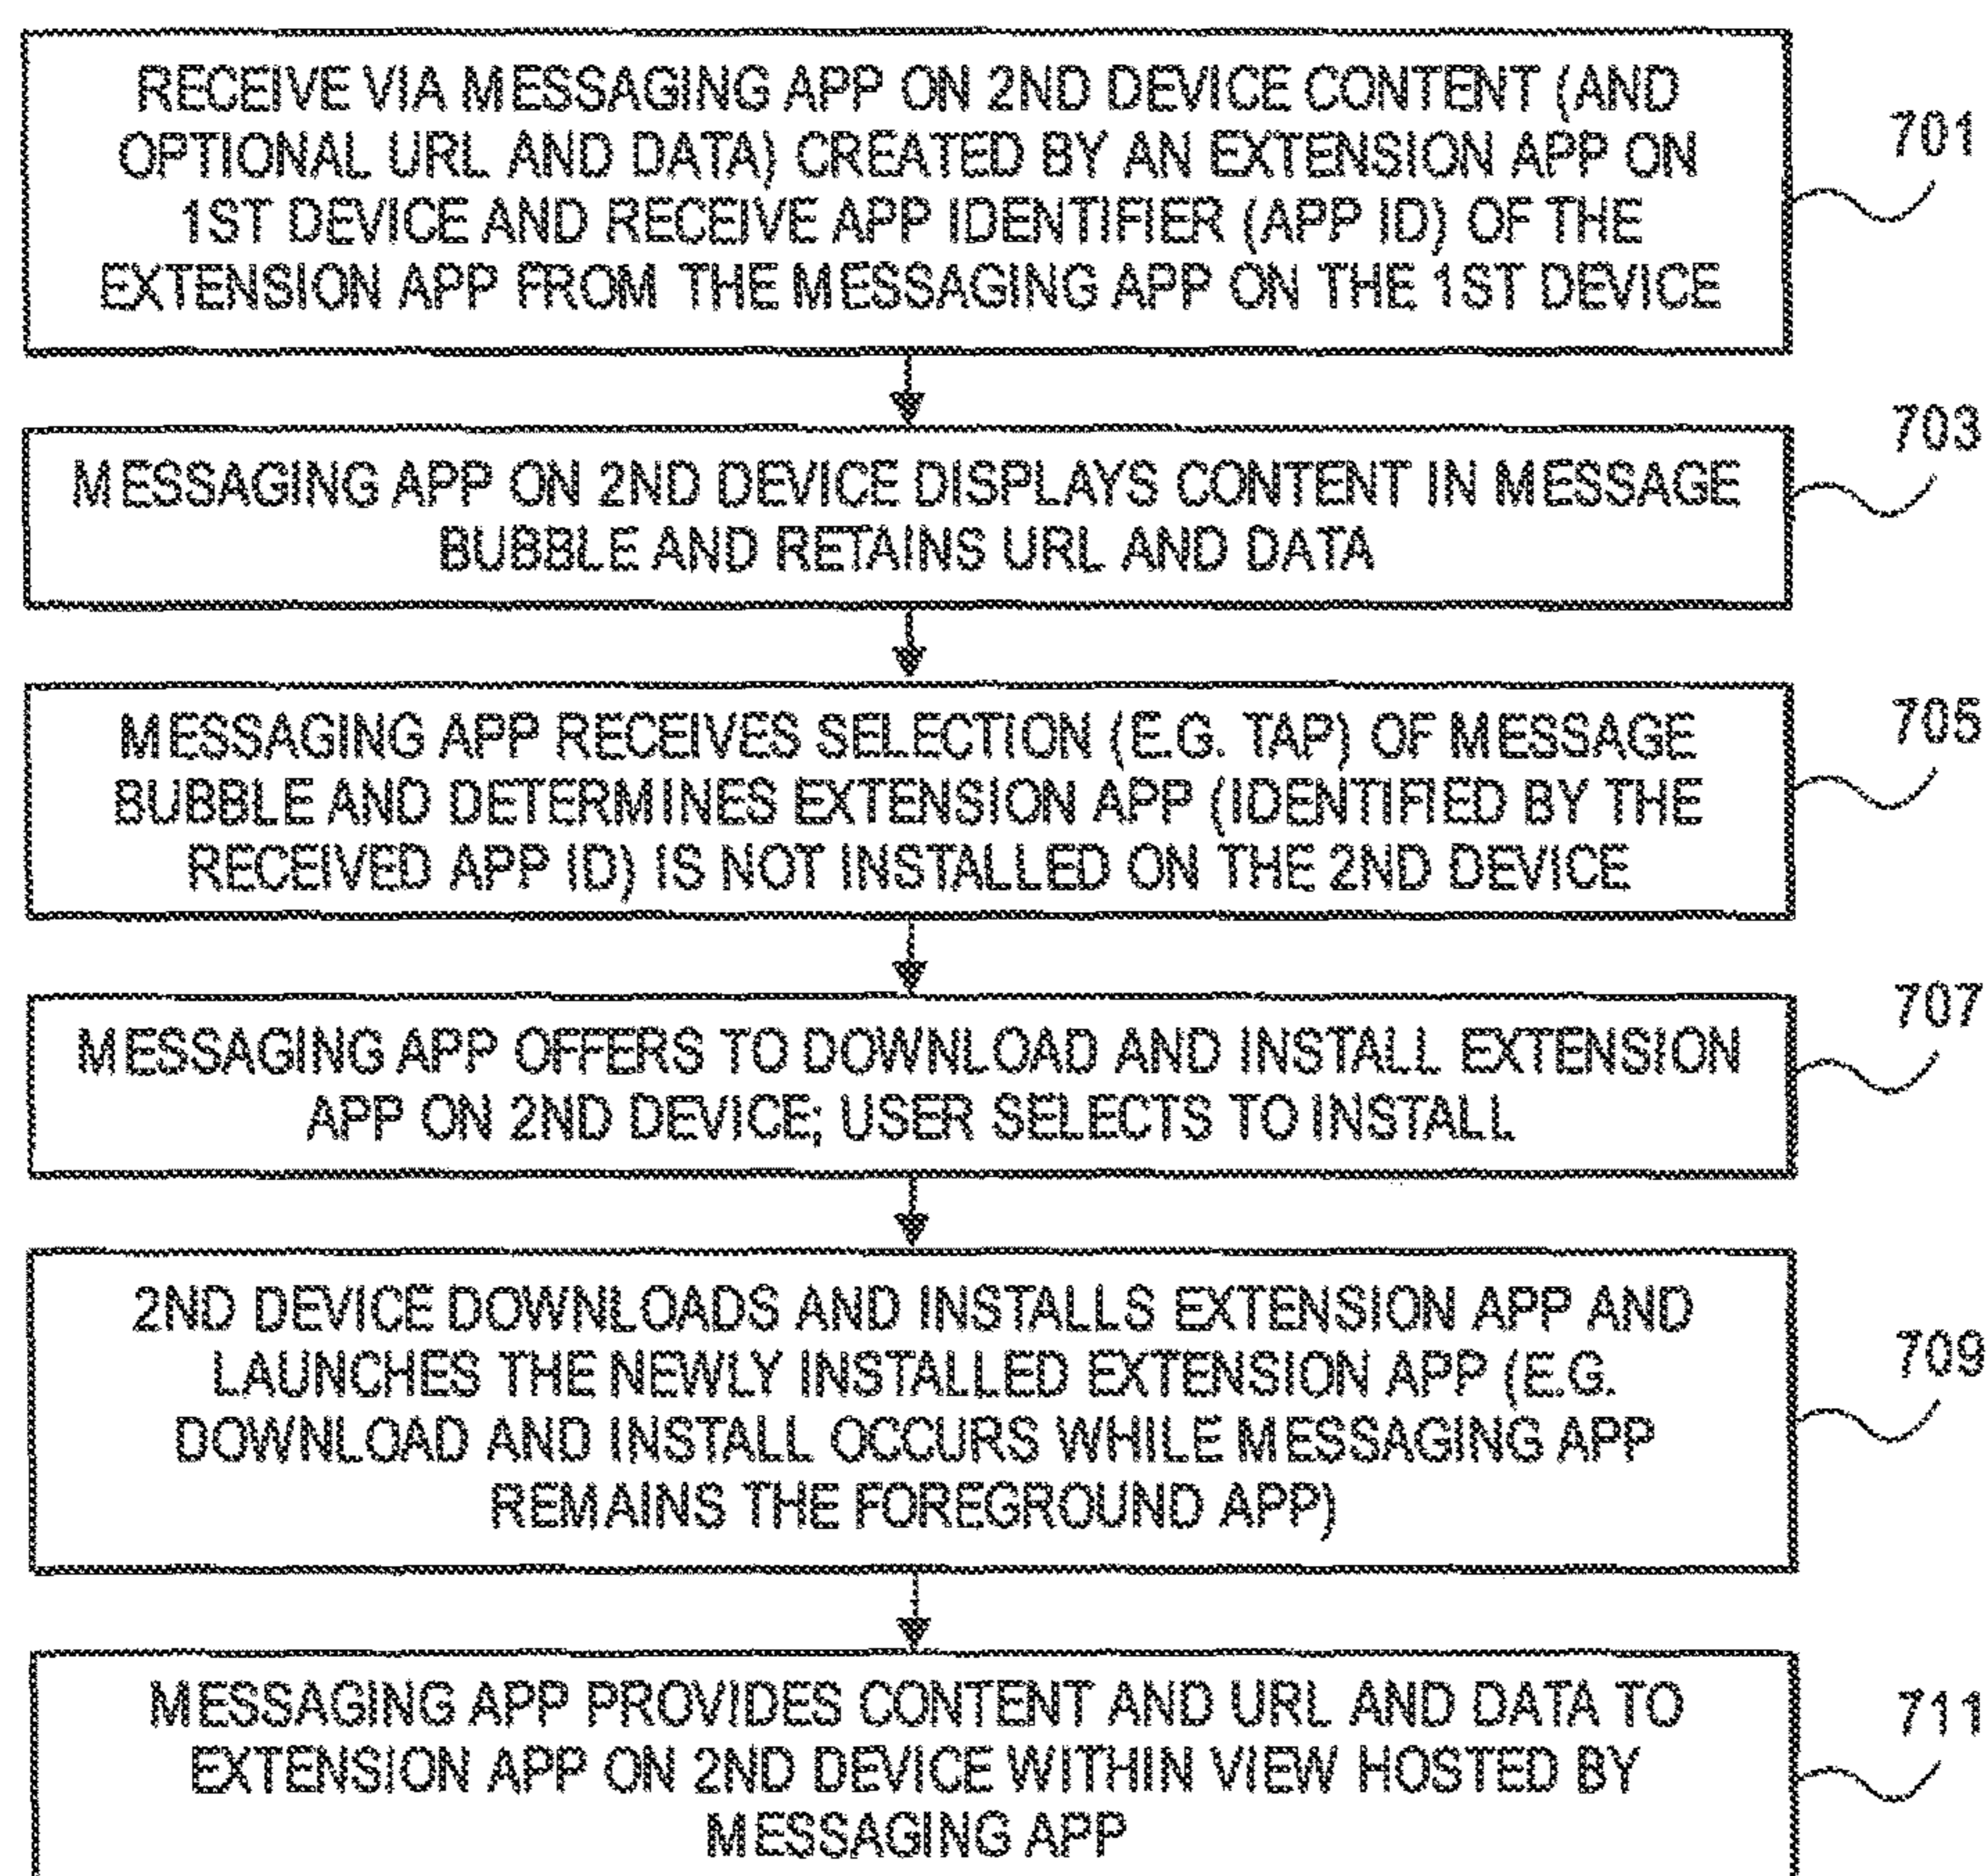 RECEIVE VIA MESSAGING APP ON 2ND DEVICE CONTENT (AND
OPTIONAL URL AND DATA) CREATED BY AN EXTENSION APP ON
1ST DEVICE AND RECEIVE APP IDENTIFIER (APP ID) OF THE
EXTENSION APP FROM THE MESSAGING APP ON THE 1ST DEVICE
701
MESSAGING APP ON 2ND DEVICE DISPLAYS CONTENT IN MESSAGE
BUBBLE AND RETAINS URL AND DATA
703
MESSAGING APP RECEIVES SELECTION (E.G. TAP) OF MESSAGE
BUBBLE AND DETERMINES EXTENSION APP (IDENTIFIED BY THE
RECEIVED APP ID) IS NOT INSTALLED ON THE 2ND DEVICE
705
MESSAGING APP OFFERS TO DOWNLOAD AND INSTALL EXTENSION
APP ON 2ND DEVICE; USER SELECTS TO INSTALL
707
2ND DEVICE DOWNLOADS AND INSTALLS EXTENSION APP AND
LAUNCHES THE NEWLY INSTALLED EXTENSION APP (E.G.
DOWNLOAD AND INSTALL OCCURS WHILE MESSAGING APP
REMAINS THE FOREGROUND APP)
709
MESSAGING APP PROVIDES CONTENT AND URL AND DATA TO
EXTENSION APP ON 2ND DEVICE WITHIN VIEW HOSTED BY
MESSAGING APP
711